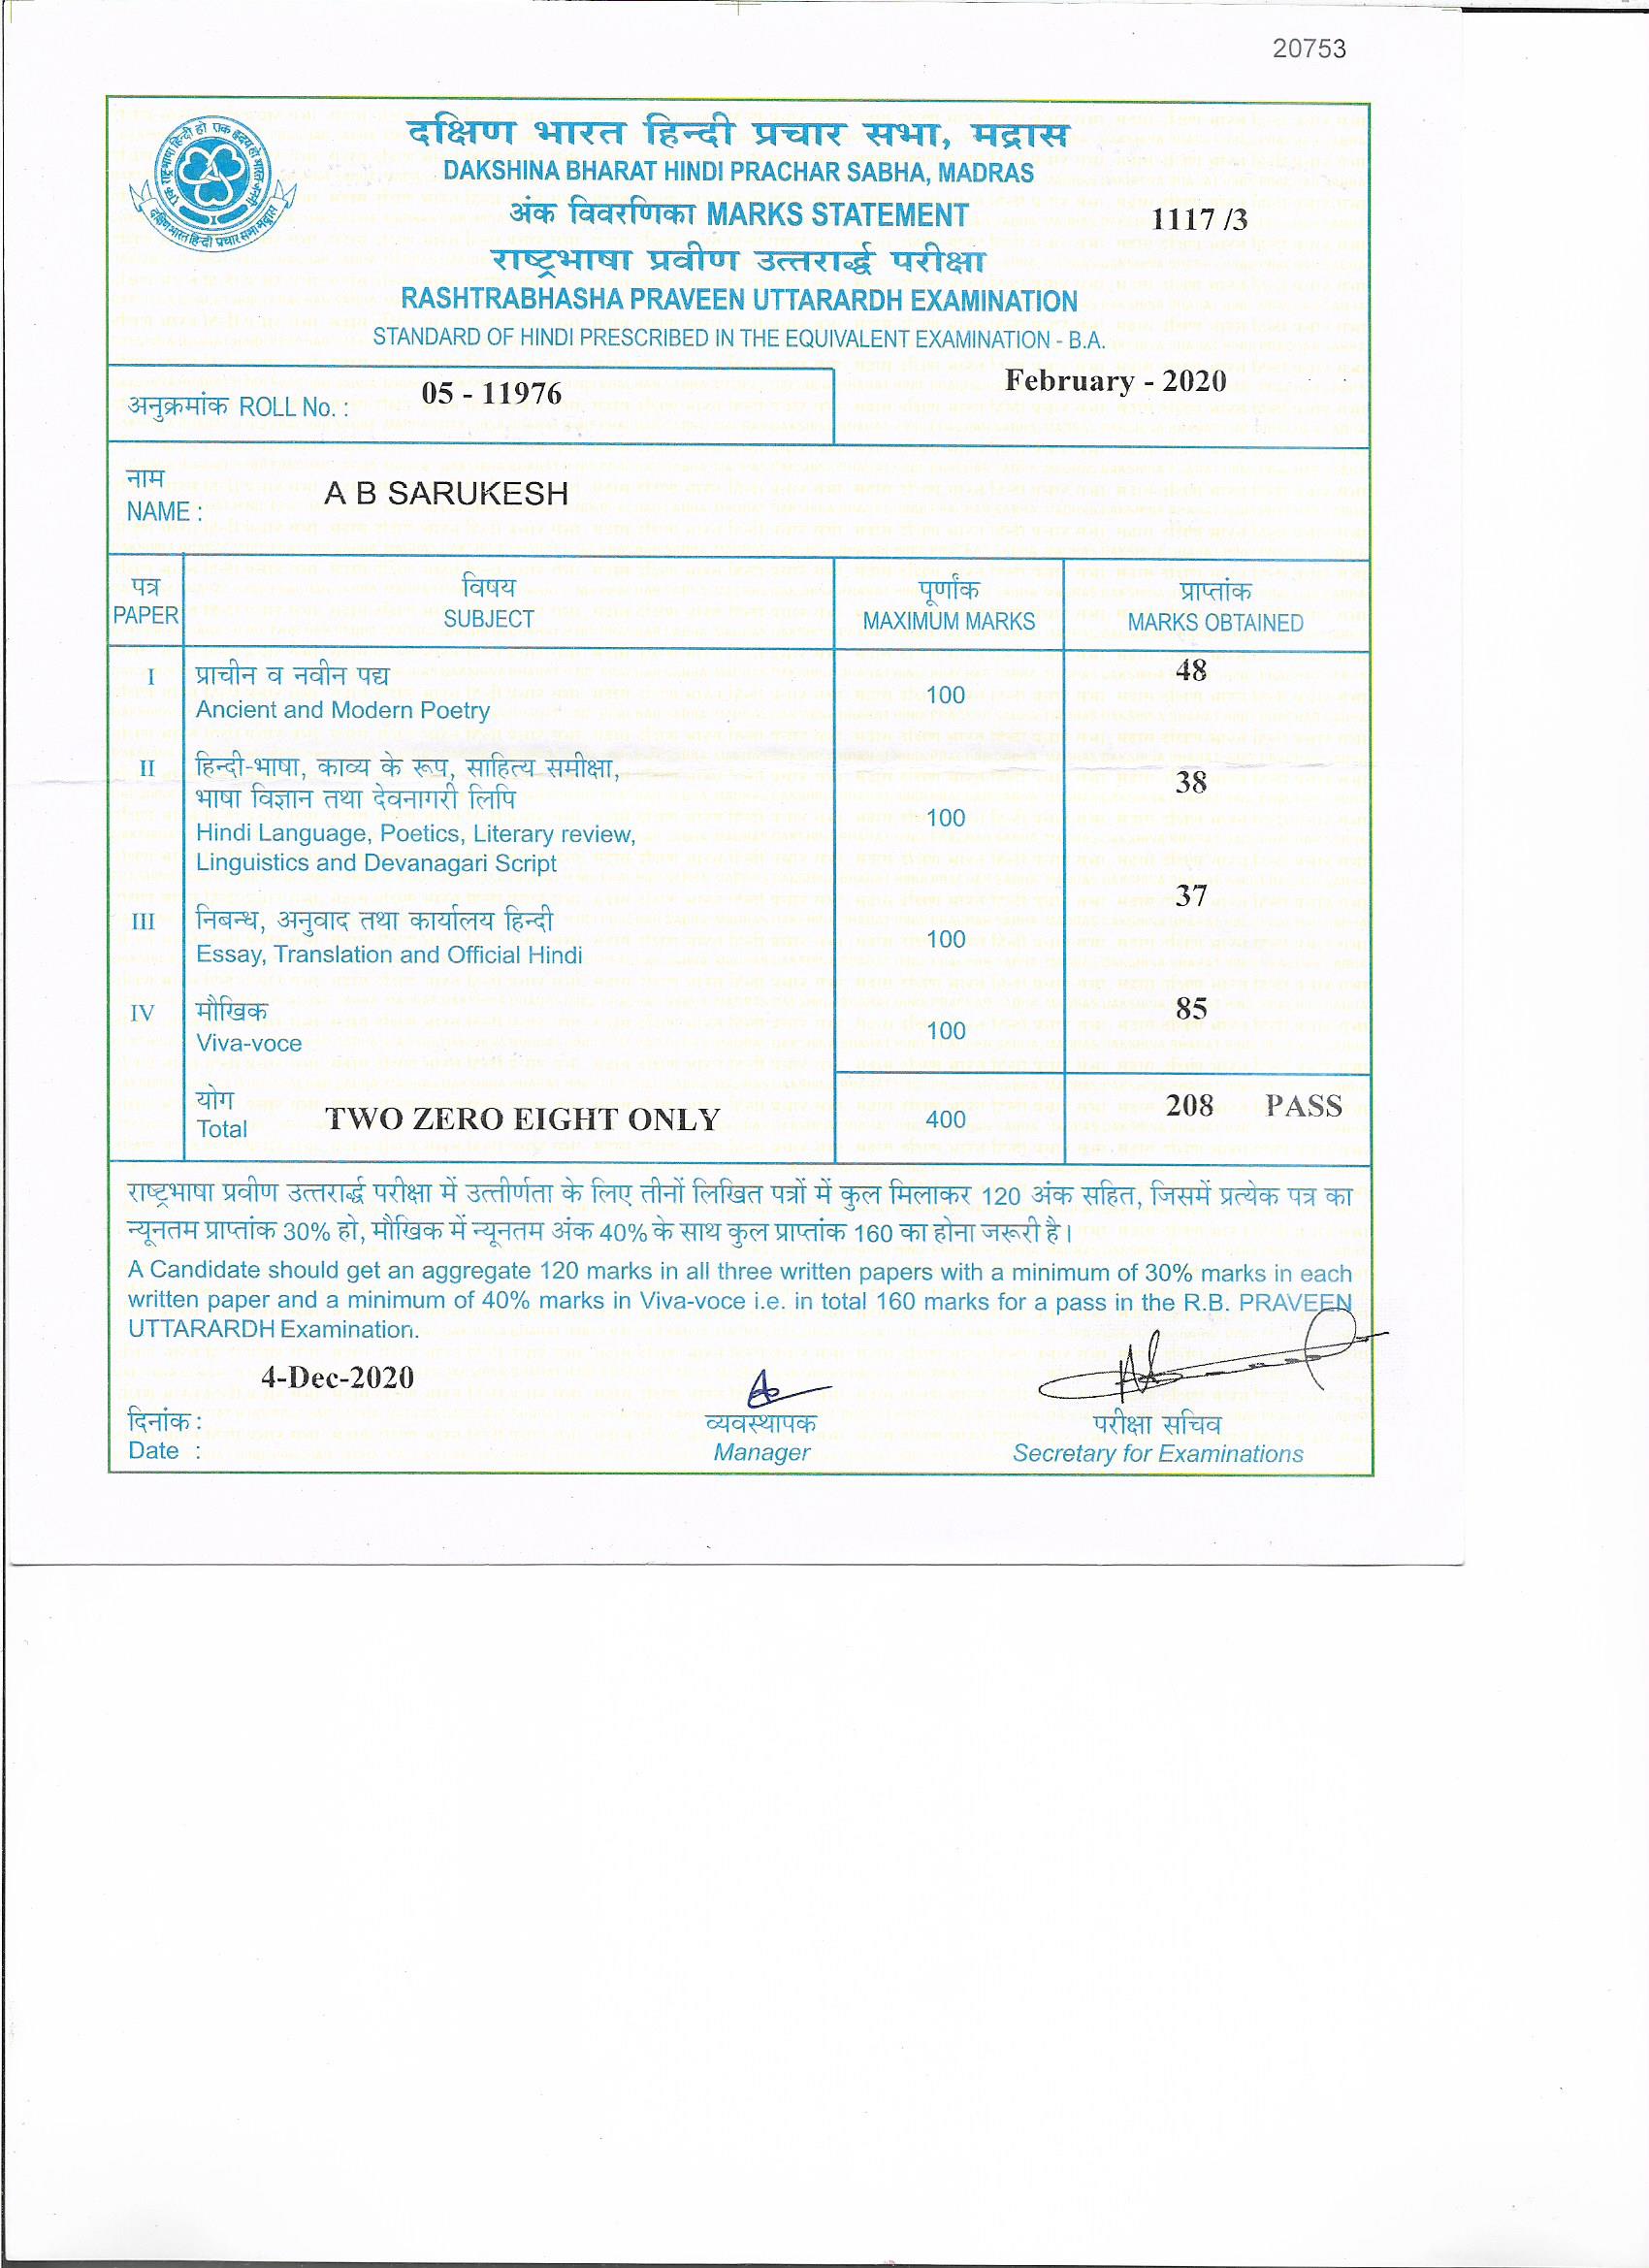 20753
एक राष्ट्रभाषा हिन्दी हो एक हृदय हो भारत जननी
दक्षिण भारत हिन्दी प्रचार सभा मद्रास
दक्षिण भारत हिन्दी प्रचार सभा, मद्रास
DAKSHINA BHARAT HINDI PRACHAR SABHA, MADRAS
अंक विवरणिका MARKS STATEMENT
1117 /3
राष्ट्रभाषा प्रवीण उत्तरार्द्ध परीक्षा
RASHTRABHASHA PRAVEEN UTTARARDH EXAMINATION
STANDARD OF HINDI PRESCRIBED IN THE EQUIVALENT EXAMINATION - B.A.
अनुक्रमांक ROLL No. : 05 - 11976
February - 2020
नाम
NAME : A B SARUKESH
पत्र विषय पूर्णांक प्राप्तांक
PAPER SUBJECT MAXIMUM MARKS MARKS OBTAINED
I प्राचीन व नवीन पद्य 48
Ancient and Modern Poetry 100
II हिन्दी-भाषा, काव्य के रूप, साहित्य समीक्षा, 38
भाषा विज्ञान तथा देवनागरी लिपि
Hindi Language, Poetics, Literary review, 100
Linguistics and Devanagari Script
III निबन्ध, अनुवाद तथा कार्यालय हिन्दी 37
Essay, Translation and Official Hindi 100
IV मौखिक 85
Viva-voce 100
योग
Total TWO ZERO EIGHT ONLY 400 208 PASS
राष्ट्रभाषा प्रवीण उत्तरार्द्ध परीक्षा में उत्तीर्णता के लिए तीनों लिखित पत्रों में कुल मिलाकर 120 अंक सहित, जिसमें प्रत्येक पत्र का
न्यूनतम प्राप्तांक 30% हो, मौखिक में न्यूनतम अंक 40% के साथ कुल प्राप्तांक 160 का होना जरूरी है।
A Candidate should get an aggregate 120 marks in all three written papers with a minimum of 30% marks in each
written paper and a minimum of 40% marks in Viva-voce i.e. in total 160 marks for a pass in the R.B. PRAVEEN
UTTARARDH Examination.
4-Dec-2020
दिनांक : व्यवस्थापक परीक्षा सचिव
Date : Manager Secretary for Examinations